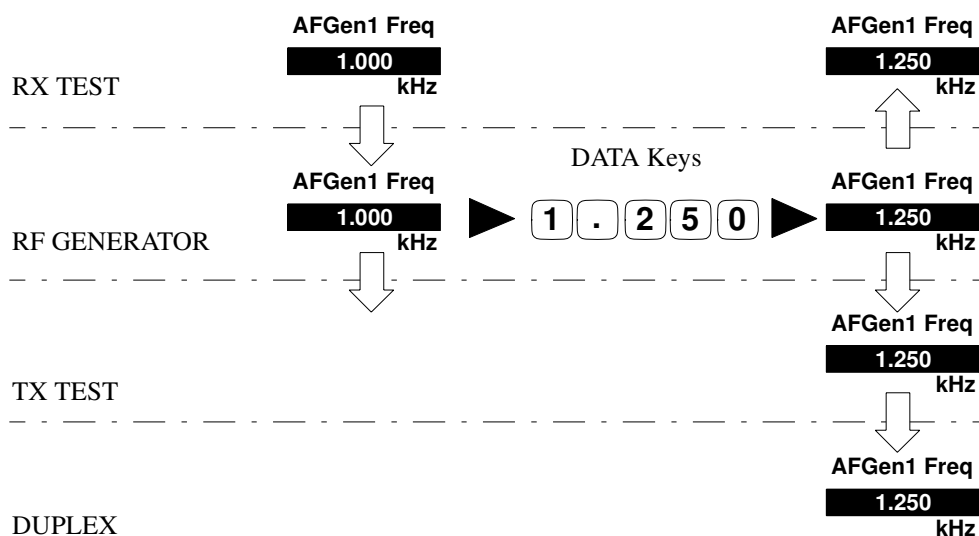 AFGen1 Freq
1.000
kHz
AFGen1 Freq
1.250
kHz
RX TEST
DATA Keys
AFGen1 Freq
1.000
kHz
1 . 2 5 0
AFGen1 Freq
1.250
kHz
RF GENERATOR
AFGen1 Freq
1.250
kHz
TX TEST
AFGen1 Freq
1.250
kHz
DUPLEX